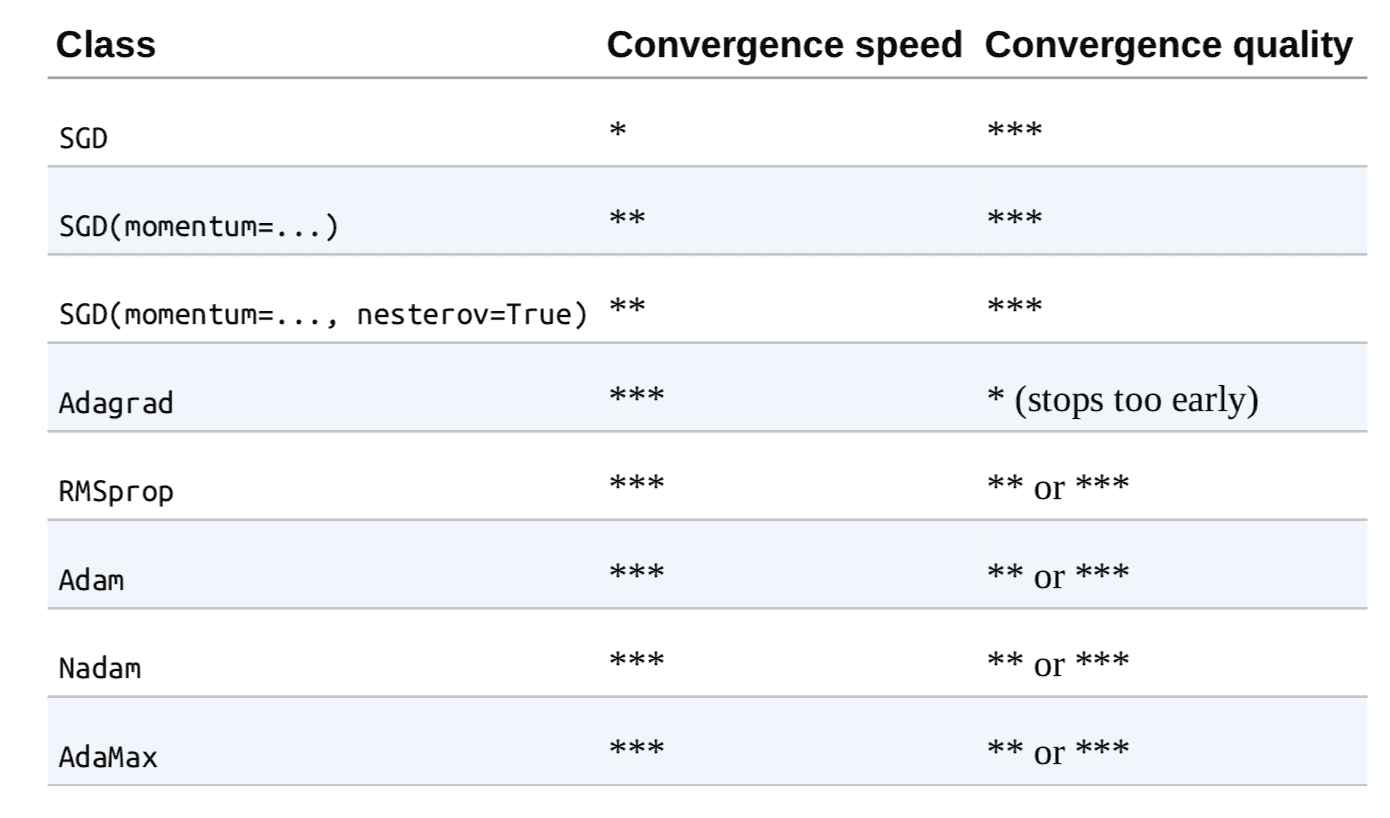 Class Convergence speed Convergence quality
SGD * ***
SGD(momentum=...) ** ***
SGD(momentum=..., nesterov=True) ** ***
Adagrad *** * (stops too early)
RMSprop *** ** or ***
Adam *** ** or ***
Nadam *** ** or ***
AdaMax *** ** or ***